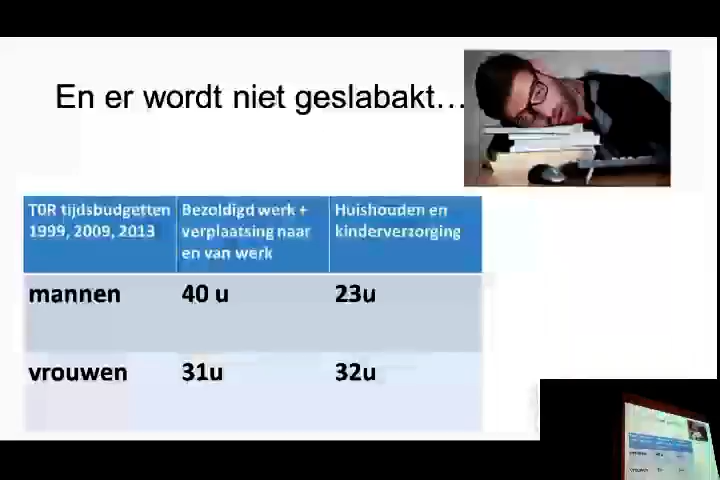 En er wordt niet geslabakt…
TOR tijdsbudgetten
1999, 2009, 2013
Bezoldigd werk +
verplaatsing naar
en van werk
Huishouden en
kinderverzorging
mannen
40 u
23u
vrouwen
31u
32u